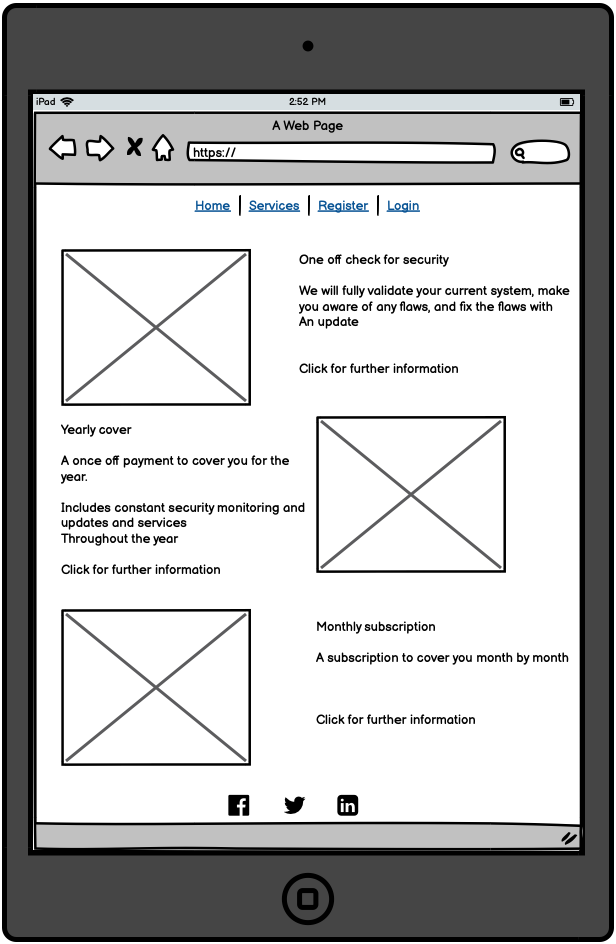 iPad
2:52 PM
A Web Page
https://
Home
Services
Register
Login
One off check for security
We will fully validate your current system, make
you aware of any flaws, and fix the flaws with
An update
Click for further information
Yearly cover
A once off payment to cover you for the
year.
Includes constant security monitoring and
updates and services
Throughout the year
Click for further information
Monthly subscription
A subscription to cover you month by month
Click for further information